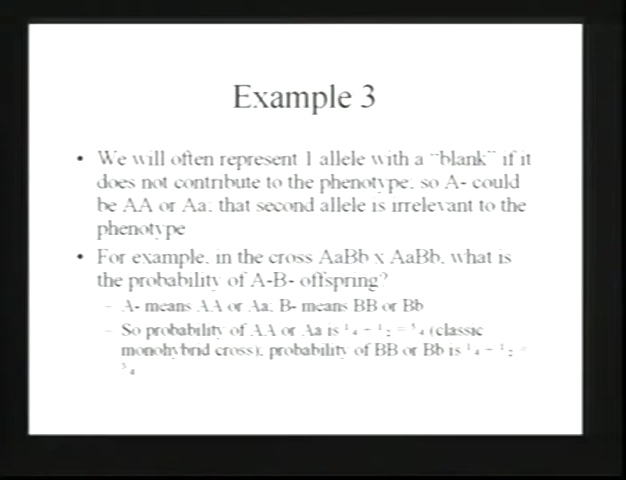 Example 3
• We will often represent 1 allele with a "blank" if it
does not contribute to the phenotype, so A- could
be AA or Aa; that second allele is irrelevant to the
phenotype
• For example, in the cross AaBb x AaBb, what is
the probability of A-B- offspring?
– A- means AA or Aa; B- means BB or Bb
– So probability of AA or Aa is ¼ + ½ = ¾ (classic
monohybrid cross); probability of BB or Bb is ¼ + ½ =
¾